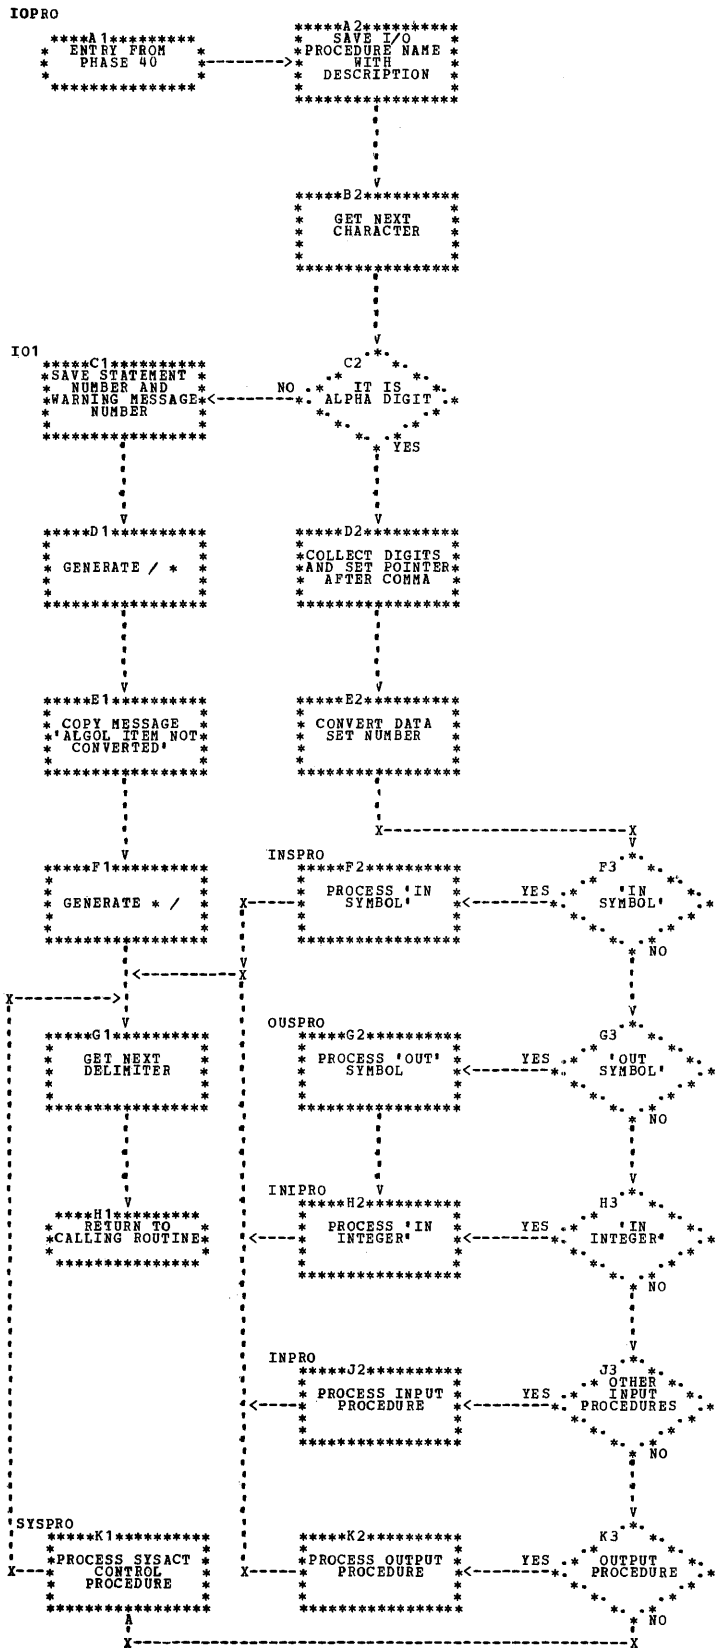 IOPRO
A1
ENTRY FROM
PHASE 40
A2
SAVE I/O
PROCEDURE NAME
WITH
DESCRIPTION
B2
GET NEXT
CHARACTER
IO1
C1
SAVE STATEMENT
NUMBER AND
WARNING MESSAGE
NUMBER
NO
C2
IT IS
ALPHA DIGIT
YES
D1
GENERATE / *
D2
COLLECT DIGITS
AND SET POINTER
AFTER COMMA
E1
COPY MESSAGE
'ALGOL ITEM NOT
CONVERTED'
E2
CONVERT DATA
SET NUMBER
F1
GENERATE * /
INSPRO
F2
PROCESS 'IN
SYMBOL'
YES
F3
'IN
SYMBOL'
NO
G1
GET NEXT
DELIMITER
OUSPRO
G2
PROCESS 'OUT'
SYMBOL
YES
G3
'OUT
SYMBOL'
NO
H1
RETURN TO
CALLING ROUTINE
INIPRO
H2
PROCESS 'IN
INTEGER'
YES
H3
'IN
INTEGER'
NO
INPRO
J2
PROCESS INPUT
PROCEDURE
YES
J3
OTHER
INPUT
PROCEDURES
NO
SYSPRO
K1
PROCESS SYSACT
CONTROL
PROCEDURE
K2
PROCESS OUTPUT
PROCEDURE
YES
K3
OUTPUT
PROCEDURE
NO